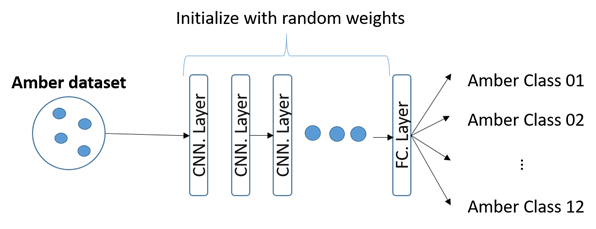 Initialize with random weights
Amber dataset
CNN. Layer
CNN. Layer
CNN. Layer
FC. Layer
Amber Class 01
Amber Class 02
⋮
Amber Class 12